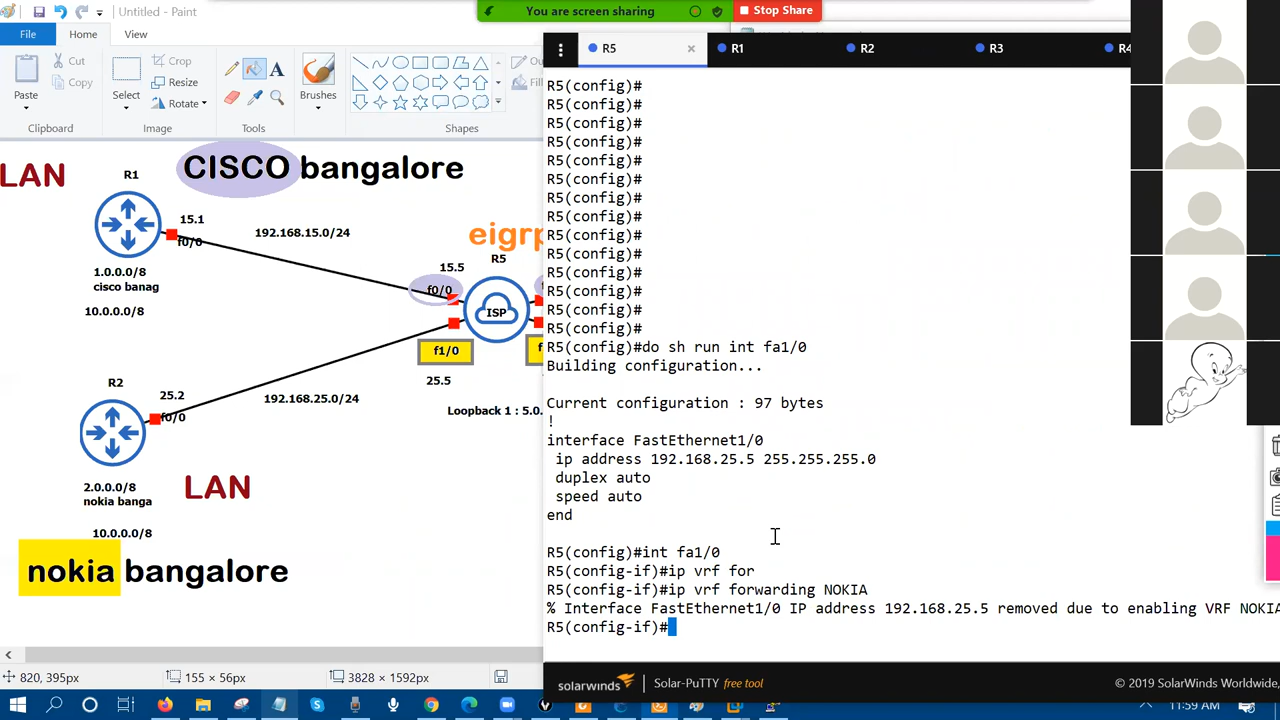 Untitled - Paint
You are screen sharing
Stop Share
File
Home
View
Paste
Cut
Copy
Clipboard
Select
Crop
Resize
Rotate
Image
Tools
Brushes
Shapes
R5
R1
R2
R3
R4
LAN
R1
CISCO bangalore
15.1
f0/0
192.168.15.0/24
eigrp
1.0.0.0/8
cisco banag
10.0.0.0/8
15.5
R5
f0/0
ISP
f1/0
25.5
R2
25.2
f0/0
192.168.25.0/24
Loopback 1 : 5.0.
2.0.0.0/8
nokia banga
LAN
10.0.0.0/8
nokia bangalore
R5(config)#
R5(config)#
R5(config)#
R5(config)#
R5(config)#
R5(config)#
R5(config)#
R5(config)#
R5(config)#
R5(config)#
R5(config)#
R5(config)#
R5(config)#
R5(config)#
R5(config)#do sh run int fa1/0
Building configuration...
Current configuration : 97 bytes
!
interface FastEthernet1/0
ip address 192.168.25.5 255.255.255.0
duplex auto
speed auto
end
R5(config)#int fa1/0
R5(config-if)#ip vrf for
R5(config-if)#ip vrf forwarding NOKIA
% Interface FastEthernet1/0 IP address 192.168.25.5 removed due to enabling VRF NOKIA
R5(config-if)#
820, 395px
155 × 56px
3828 × 1592px
solarwinds
Solar-PuTTY free tool
© 2019 SolarWinds Worldwide,
11:59 AM